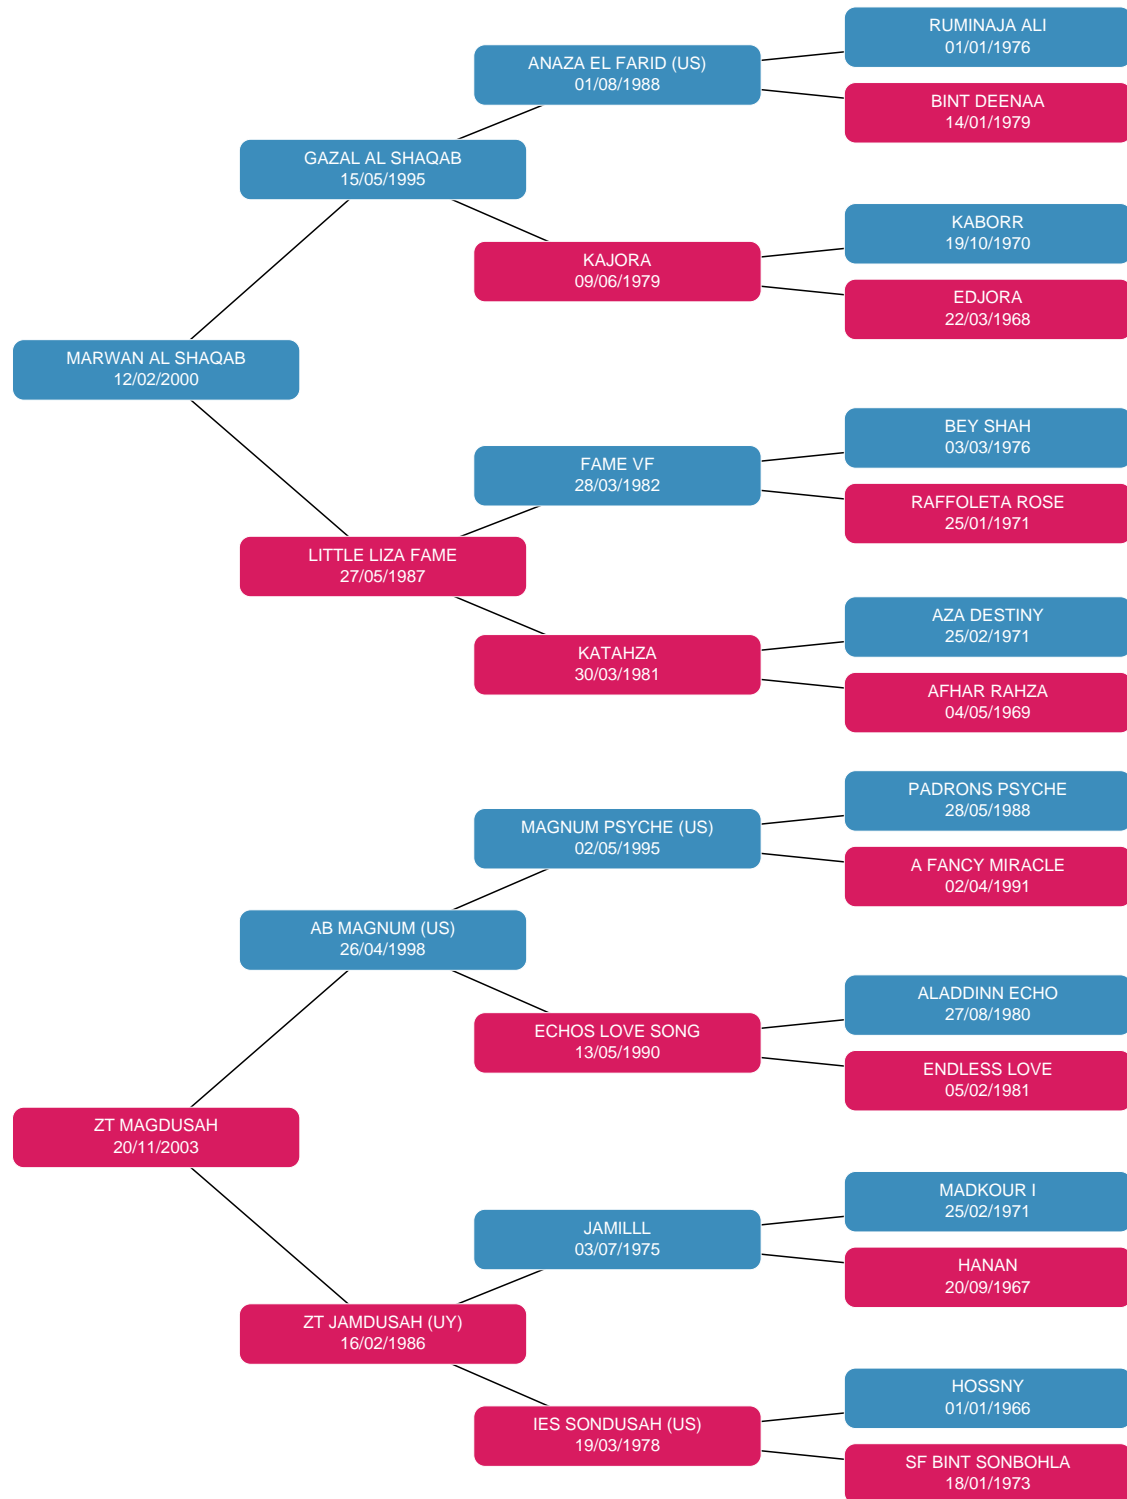 RUMINAJA ALI
01/01/1976
ANAZA EL FARID (US)
01/08/1988
BINT DEENAA
14/01/1979
GAZAL AL SHAQAB
15/05/1995
KABORR
19/10/1970
KAJORA
09/06/1979
EDJORA
22/03/1968
MARWAN AL SHAQAB
12/02/2000
BEY SHAH
03/03/1976
FAME VF
28/03/1982
RAFFOLETA ROSE
25/01/1971
LITTLE LIZA FAME
27/05/1987
AZA DESTINY
25/02/1971
KATAHZA
30/03/1981
AFHAR RAHZA
04/05/1969
PADRONS PSYCHE
28/05/1988
MAGNUM PSYCHE (US)
02/05/1995
A FANCY MIRACLE
02/04/1991
AB MAGNUM (US)
26/04/1998
ALADDINN ECHO
27/08/1980
ECHOS LOVE SONG
13/05/1990
ENDLESS LOVE
05/02/1981
ZT MAGDUSAH
20/11/2003
MADKOUR I
25/02/1971
JAMILLL
03/07/1975
HANAN
20/09/1967
ZT JAMDUSAH (UY)
16/02/1986
HOSSNY
01/01/1966
IES SONDUSAH (US)
19/03/1978
SF BINT SONBOHLA
18/01/1973